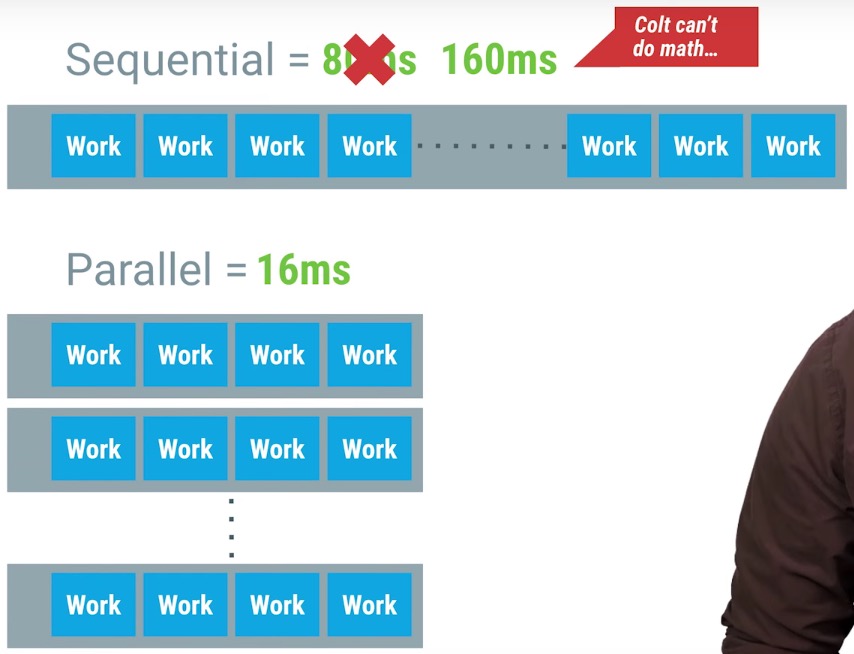 Colt can't
do math...
Sequential = 8 ms 160ms
Work Work Work Work Work Work Work
Parallel = 16ms
Work Work Work Work
Work Work Work Work
Work Work Work Work